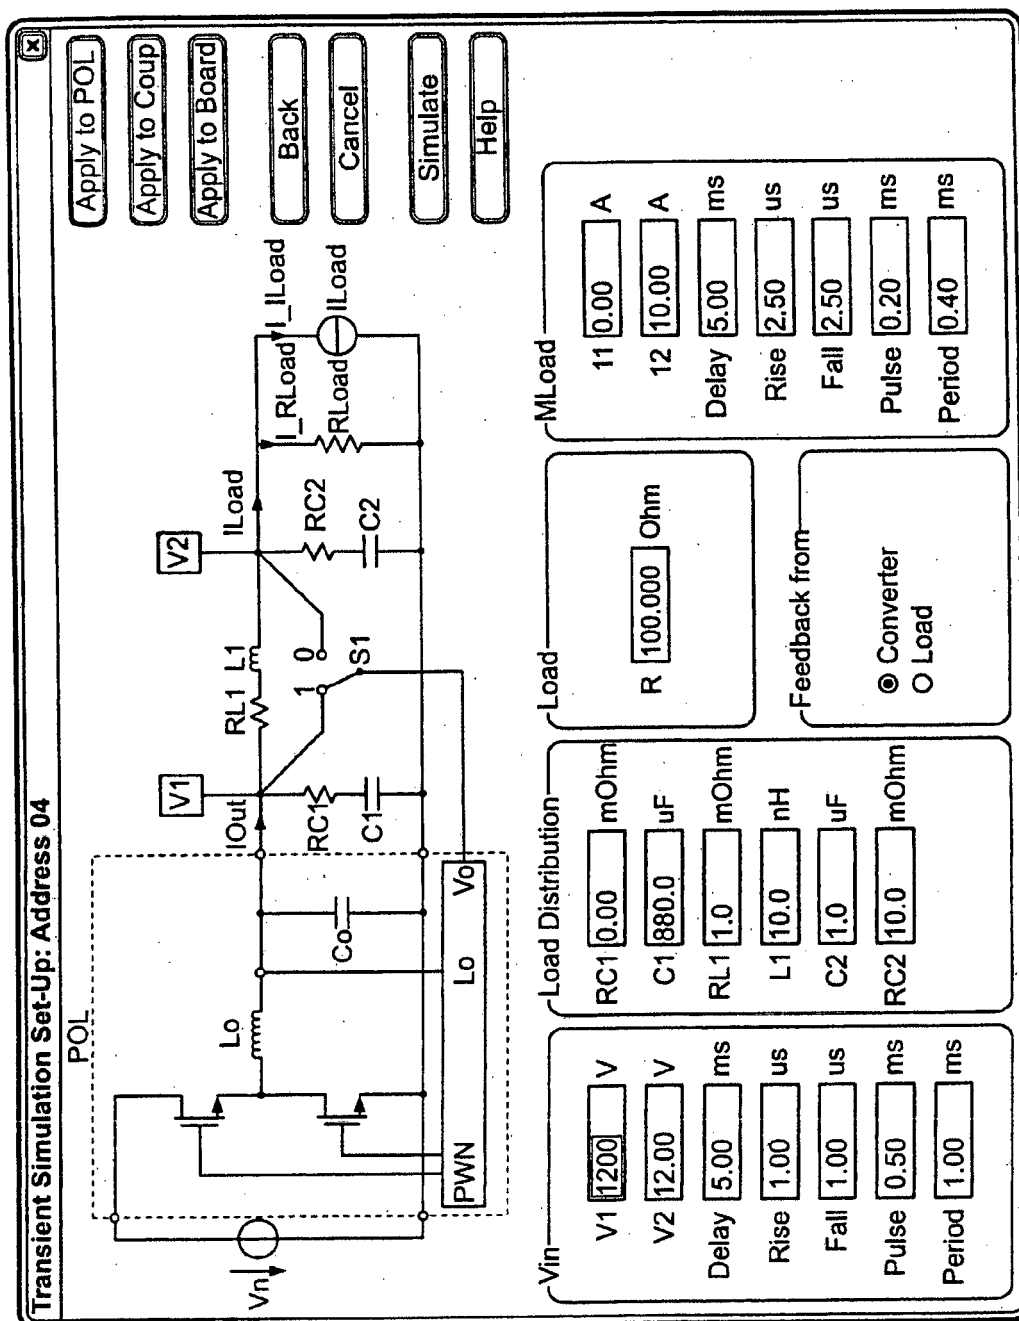 Transient Simulation Set-Up: Address 04
x
POL
Vn
Lo
Co
PWN
Lo
Vo
IOut
V1
RC1
C1
RL1
L1
1
0
S1
V2
ILoad
RC2
C2
I_RLoad
RLoad
I_ILoad
ILoad
Apply to POL
Apply to Coup
Apply to Board
Back
Cancel
Simulate
Help
Vin
V1 1200 V
V2 12.00 V
Delay 5.00 ms
Rise 1.00 us
Fall 1.00 us
Pulse 0.50 ms
Period 1.00 ms
Load Distribution
RC1 0.00 mOhm
C1 880.0 uF
RL1 1.0 mOhm
L1 10.0 nH
C2 1.0 uF
RC2 10.0 mOhm
Load
R 100.000 Ohm
Feedback from
Converter
Load
MLoad
11 0.00 A
12 10.00 A
Delay 5.00 ms
Rise 2.50 us
Fall 2.50 us
Pulse 0.20 ms
Period 0.40 ms